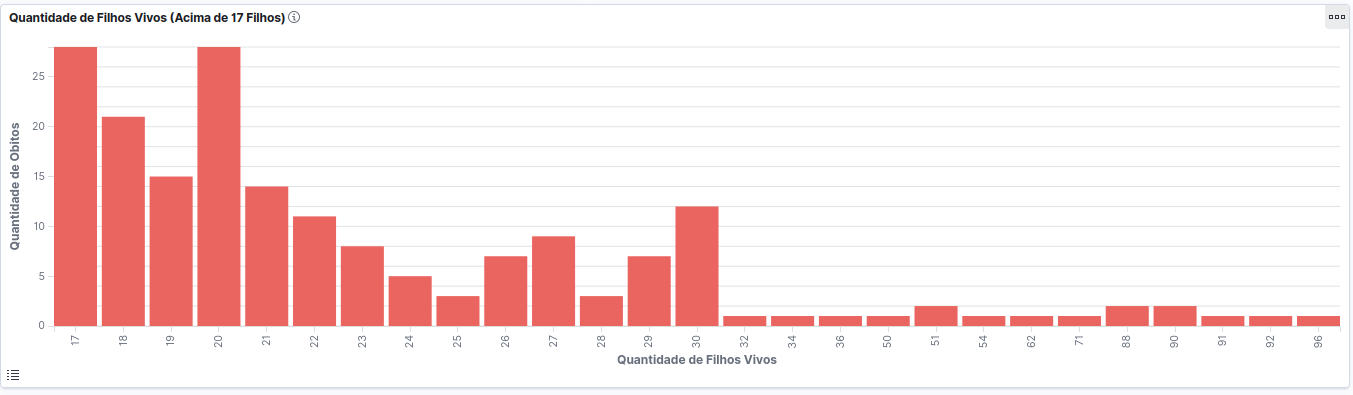 Quantidade de Filhos Vivos (Acima de 17 Filhos)
Quantidade de Obitos
25
20
15
10
5
0
17 18 19 20 21 22 23 24 25 26 27 28 29 30 32 34 36 50 51 54 62 71 88 90 91 92 96
Quantidade de Filhos Vivos